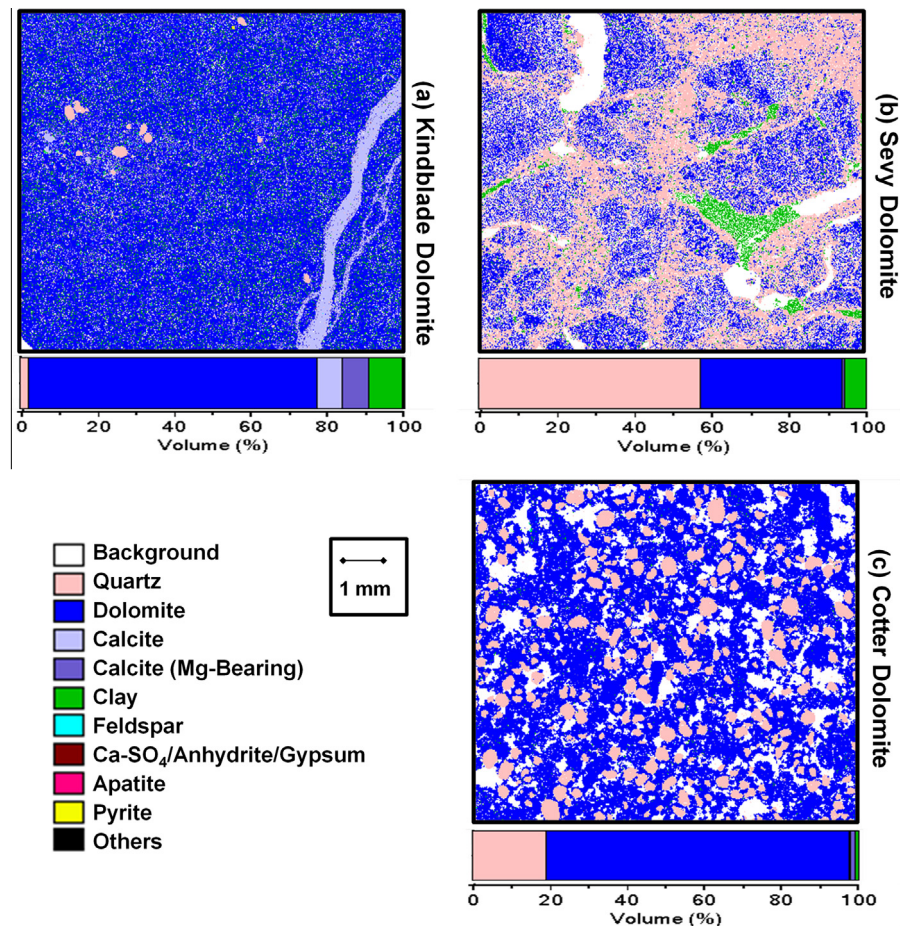 (a) Kindblade Dolomite
0 20 40 60 80 100
Volume (%)
(b) Sevy Dolomite
0 20 40 60 80 100
Volume (%)
Background
Quartz
Dolomite
Calcite
Calcite (Mg-Bearing)
Clay
Feldspar
Ca-SO₄/Anhydrite/Gypsum
Apatite
Pyrite
Others
1 mm
(c) Cotter Dolomite
0 20 40 60 80 100
Volume (%)